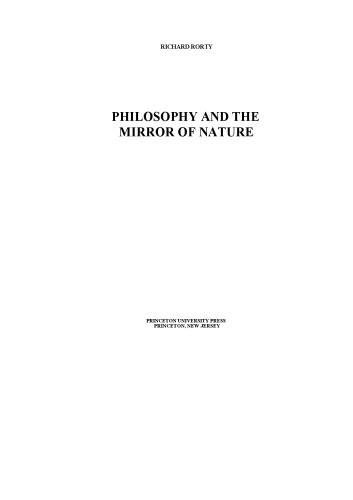 RICHARD RORTY
PHILOSOPHY AND THE
MIRROR OF NATURE
PRINCETON UNIVERSITY PRESS
PRINCETON, NEW JERSEY